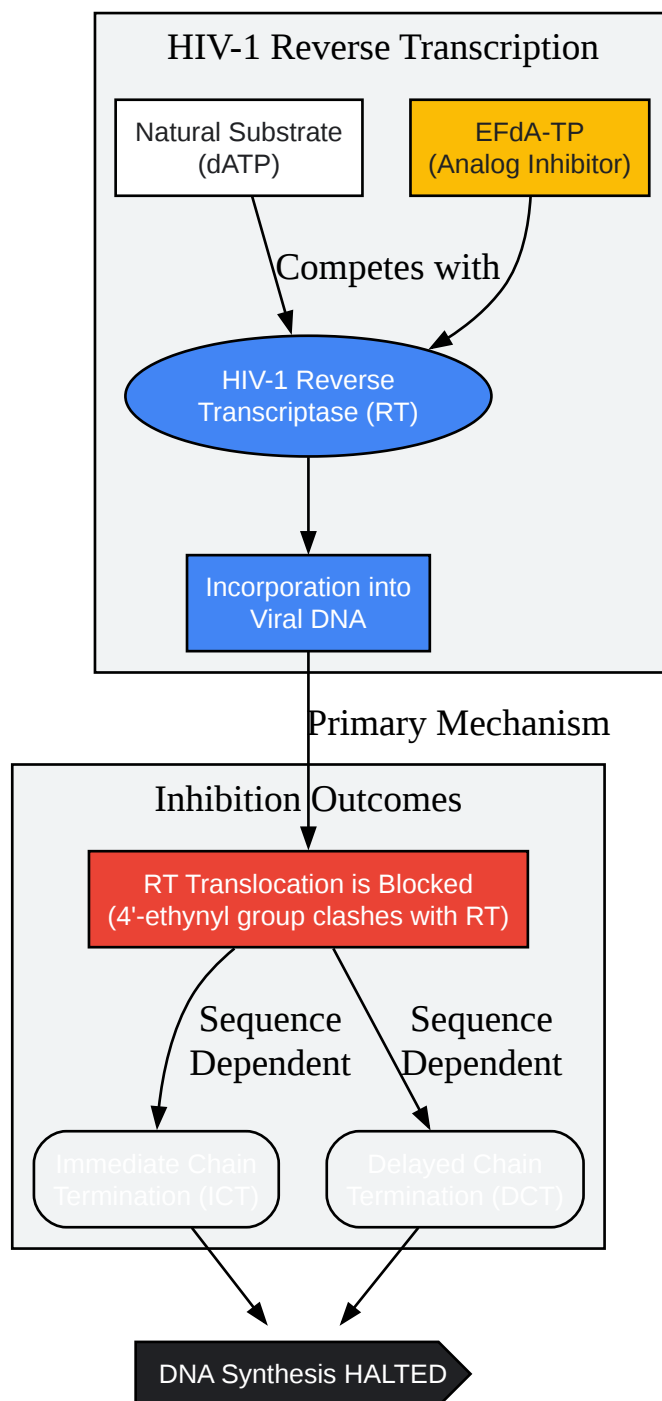 HIV-1 Reverse Transcription
Natural Substrate
(dATP)
EFdA-TP
(Analog Inhibitor)
Competes with
HIV-1 Reverse
Transcriptase (RT)
Incorporation into
Viral DNA
Primary Mechanism
Inhibition Outcomes
RT Translocation is Blocked
(4'-ethynyl group clashes with RT)
Sequence
Dependent
Sequence
Dependent
Immediate Chain
Termination (ICT)
Delayed Chain
Termination (DCT)
DNA Synthesis HALTED